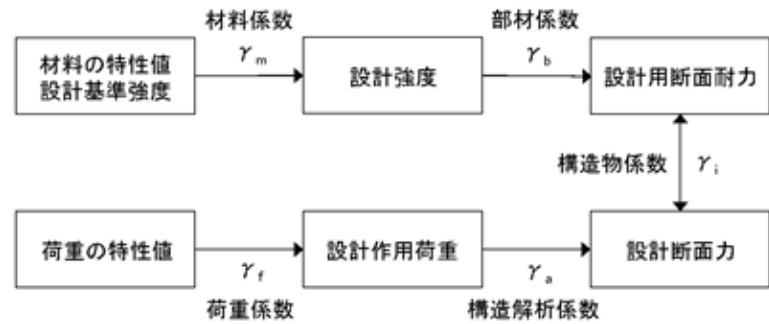 材料係数
γm
部材係数
γb
材料の特性値
設計基準強度
設計強度
設計用断面耐力
構造物係数
γi
荷重の特性値
設計作用荷重
設計断面力
γf
荷重係数
γa
構造解析係数